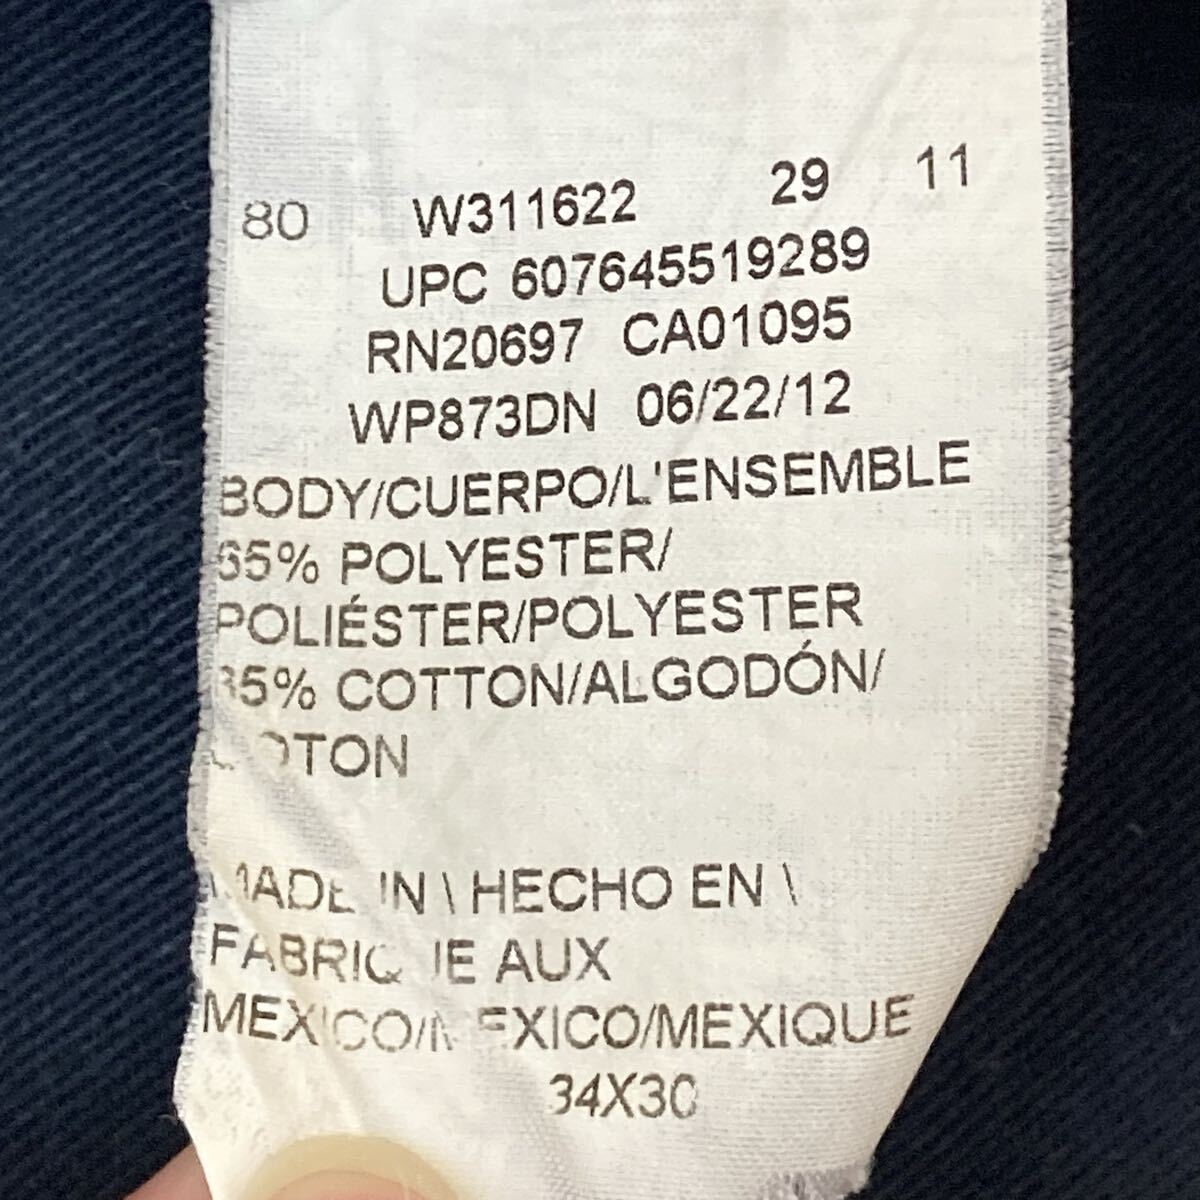 80 W311622 29 11
UPC 607645519289
RN20697 CA01095
WP873DN 06/22/12
BODY/CUERPO/L'ENSEMBLE
65% POLYESTER/
POLIÉSTER/POLYESTER
35% COTTON/ALGODÓN/
COTON
MADE IN \ HECHO EN \
FABRIQUE AUX
MEXICO/MEXICO/MEXIQUE
34X30